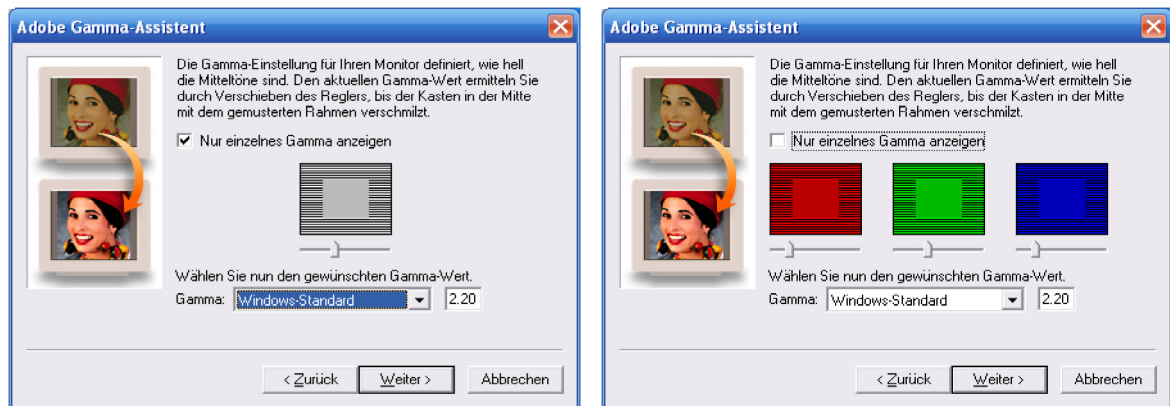 Adobe Gamma-Assistent
Die Gamma-Einstellung für Ihren Monitor definiert, wie hell
die Mitteltöne sind. Den aktuellen Gamma-Wert ermitteln Sie
durch Verschieben des Reglers, bis der Kasten in der Mitte
mit dem gemusterten Rahmen verschmilzt.
Nur einzelnes Gamma anzeigen
Wählen Sie nun den gewünschten Gamma-Wert.
Gamma: Windows-Standard 2.20
< Zurück Weiter > Abbrechen
Adobe Gamma-Assistent
Die Gamma-Einstellung für Ihren Monitor definiert, wie hell
die Mitteltöne sind. Den aktuellen Gamma-Wert ermitteln Sie
durch Verschieben des Reglers, bis der Kasten in der Mitte
mit dem gemusterten Rahmen verschmilzt.
Nur einzelnes Gamma anzeigen
Wählen Sie nun den gewünschten Gamma-Wert.
Gamma: Windows-Standard 2.20
< Zurück Weiter > Abbrechen